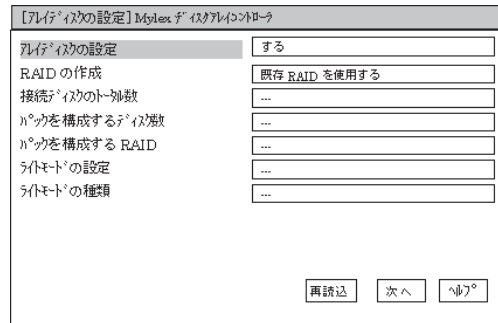 [ｱﾚｲﾃﾞｨｽｸの設定] Mylex ﾃﾞｨｽｸｱﾚｲｺﾝﾄﾛｰﾗ
ｱﾚｲﾃﾞｨｽｸの設定 する
RAID の作成 既存 RAID を使用する
接続ﾃﾞｨｽｸのﾄｰﾀﾙ数 ...
ﾊﾟｯｸを構成するﾃﾞｨｽｸ数 ...
ﾊﾟｯｸを構成する RAID ...
ﾗｲﾄﾓｰﾄﾞの設定 ...
ﾗｲﾄﾓｰﾄﾞの種類 ...
再読込 次へ ﾍﾙﾌﾟ